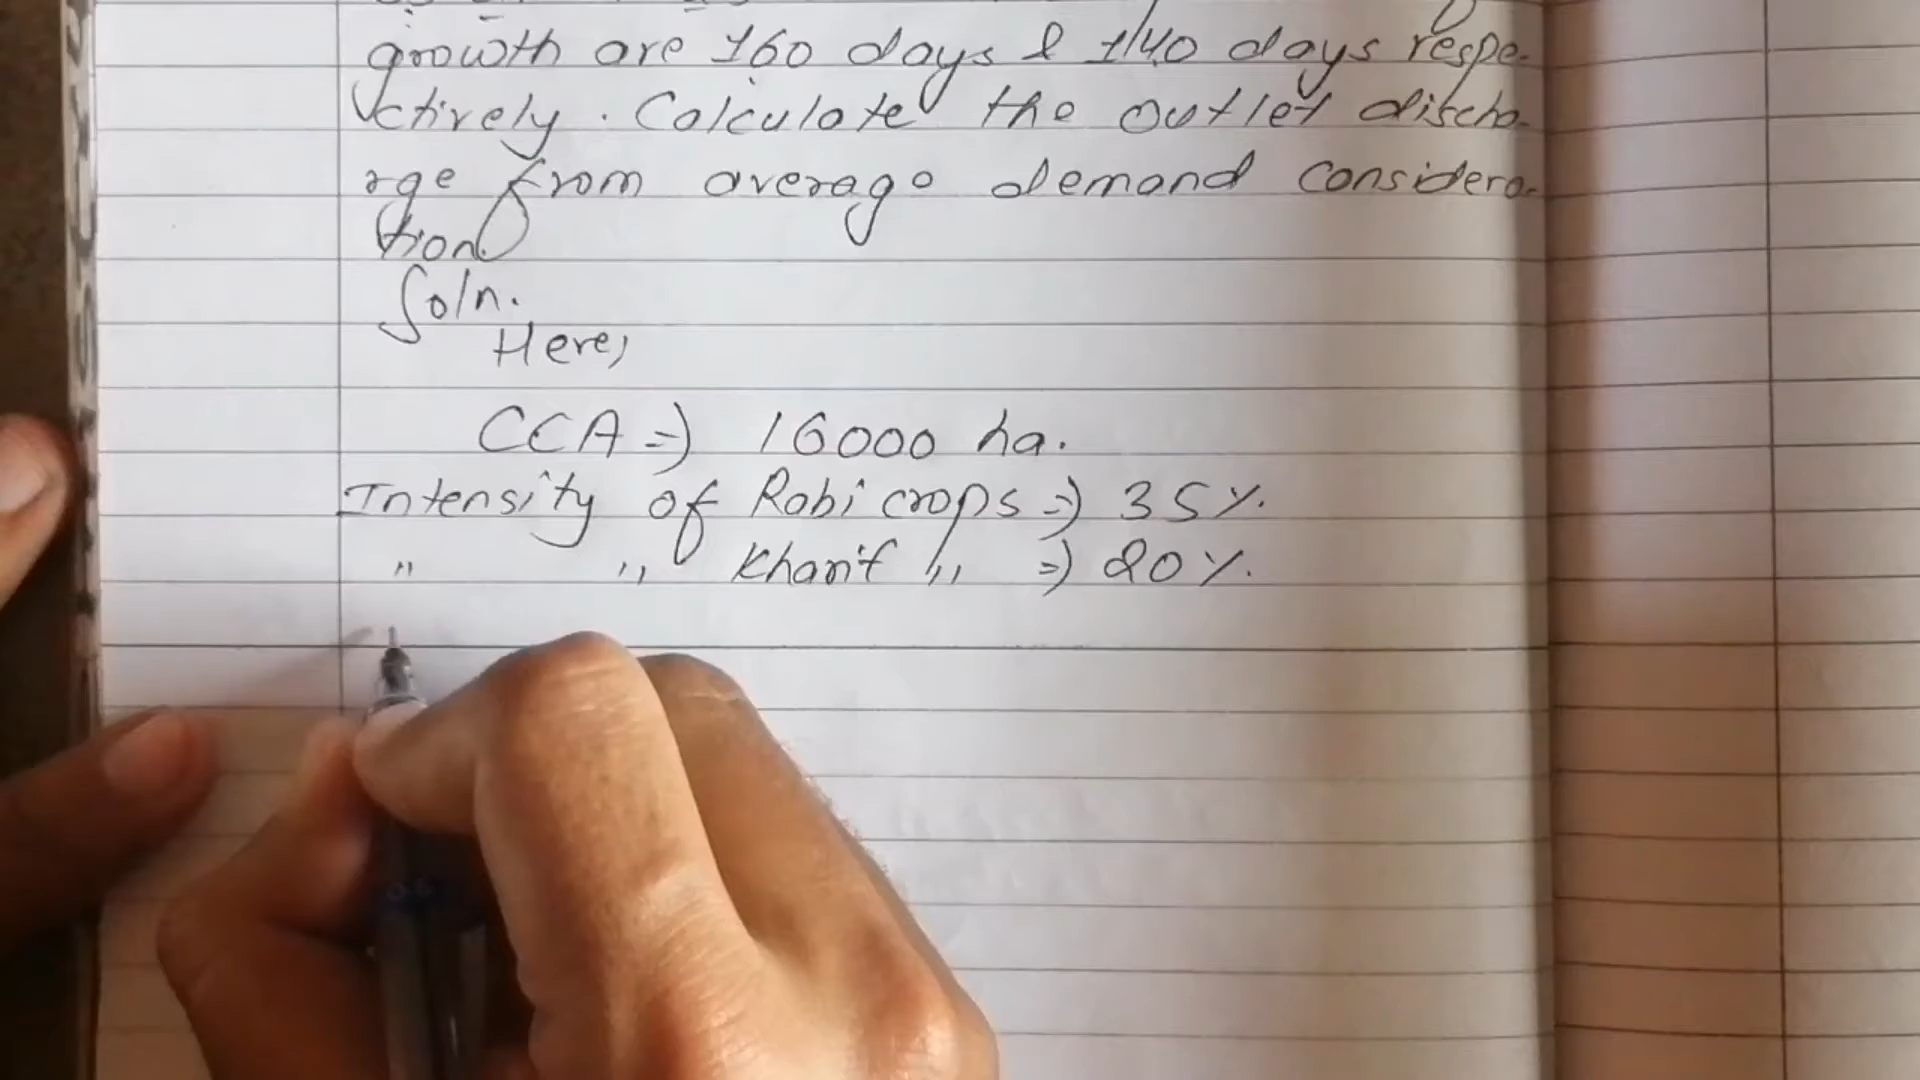 growth are 160 days & 140 days respe-
ctively. Calculate the outlet discha-
rge from average demand considera-
tion.
Soln.
Here,
CCA => 16000 ha.
Intensity of Rabi crops => 35%.
" " Kharif " => 20%.